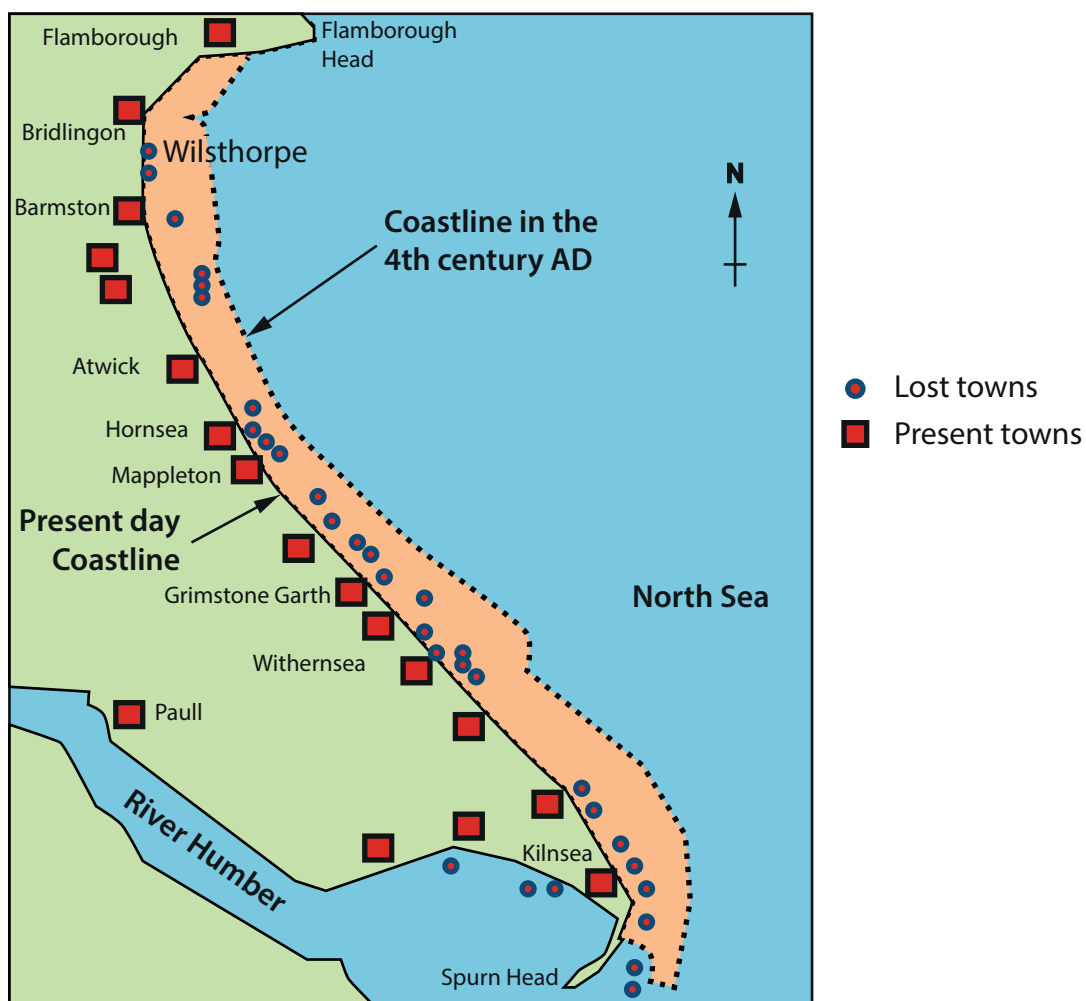 Flamborough
Flamborough
Head
Bridlingon
Wilsthorpe
Barmston
Coastline in the
4th century AD
N
Atwick
Hornsea
Mappleton
Present day
Coastline
Grimstone Garth
North Sea
Withernsea
Paull
River Humber
Kilnsea
Spurn Head
Lost towns
Present towns